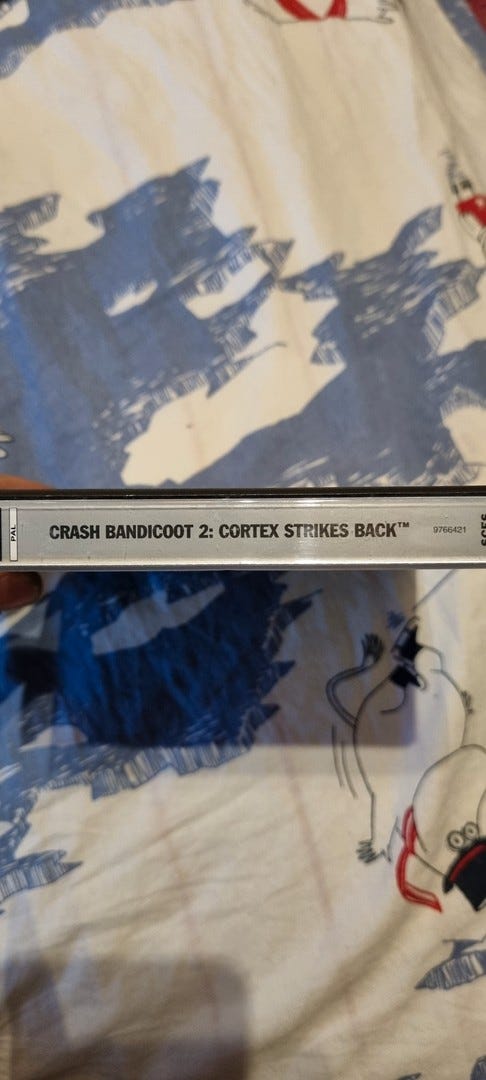 PAL
CRASH BANDICOOT 2: CORTEX STRIKES BACK™
9766421
SCES